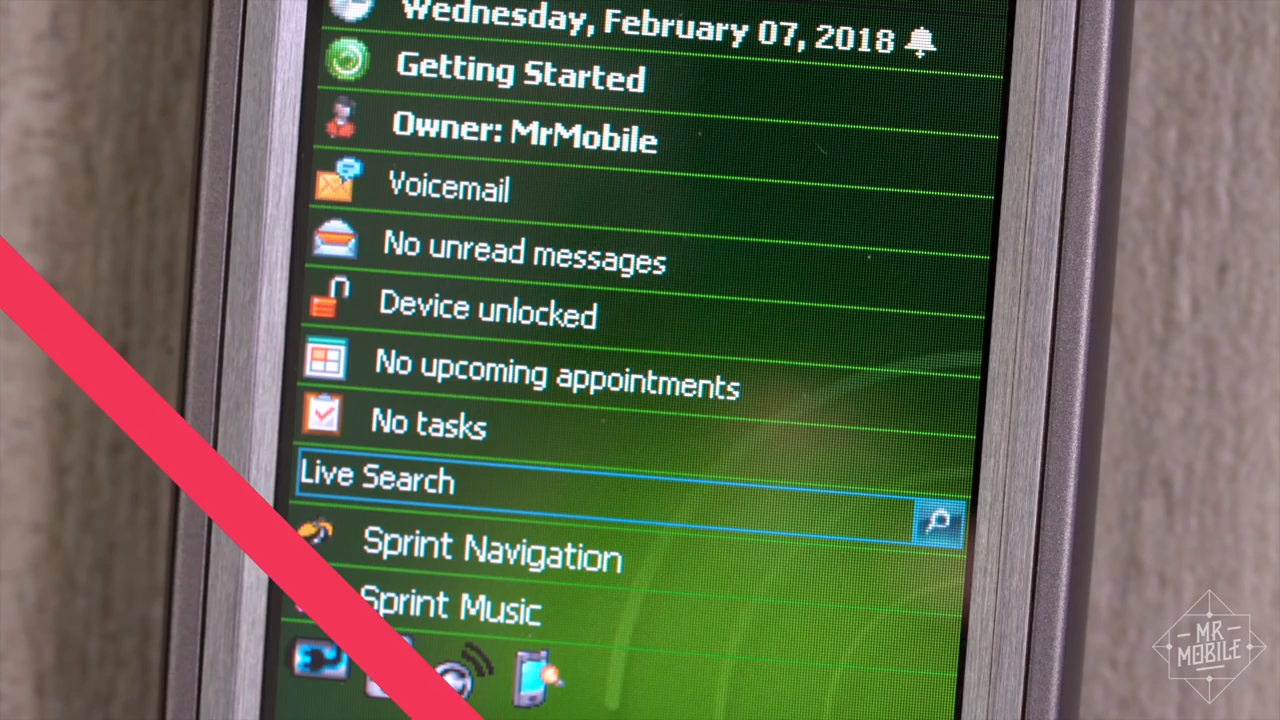 Wednesday, February 07, 2018
Getting Started
Owner: MrMobile
Voicemail
No unread messages
Device unlocked
No upcoming appointments
No tasks
Live Search
Sprint Navigation
Sprint Music
MR
MOBILE